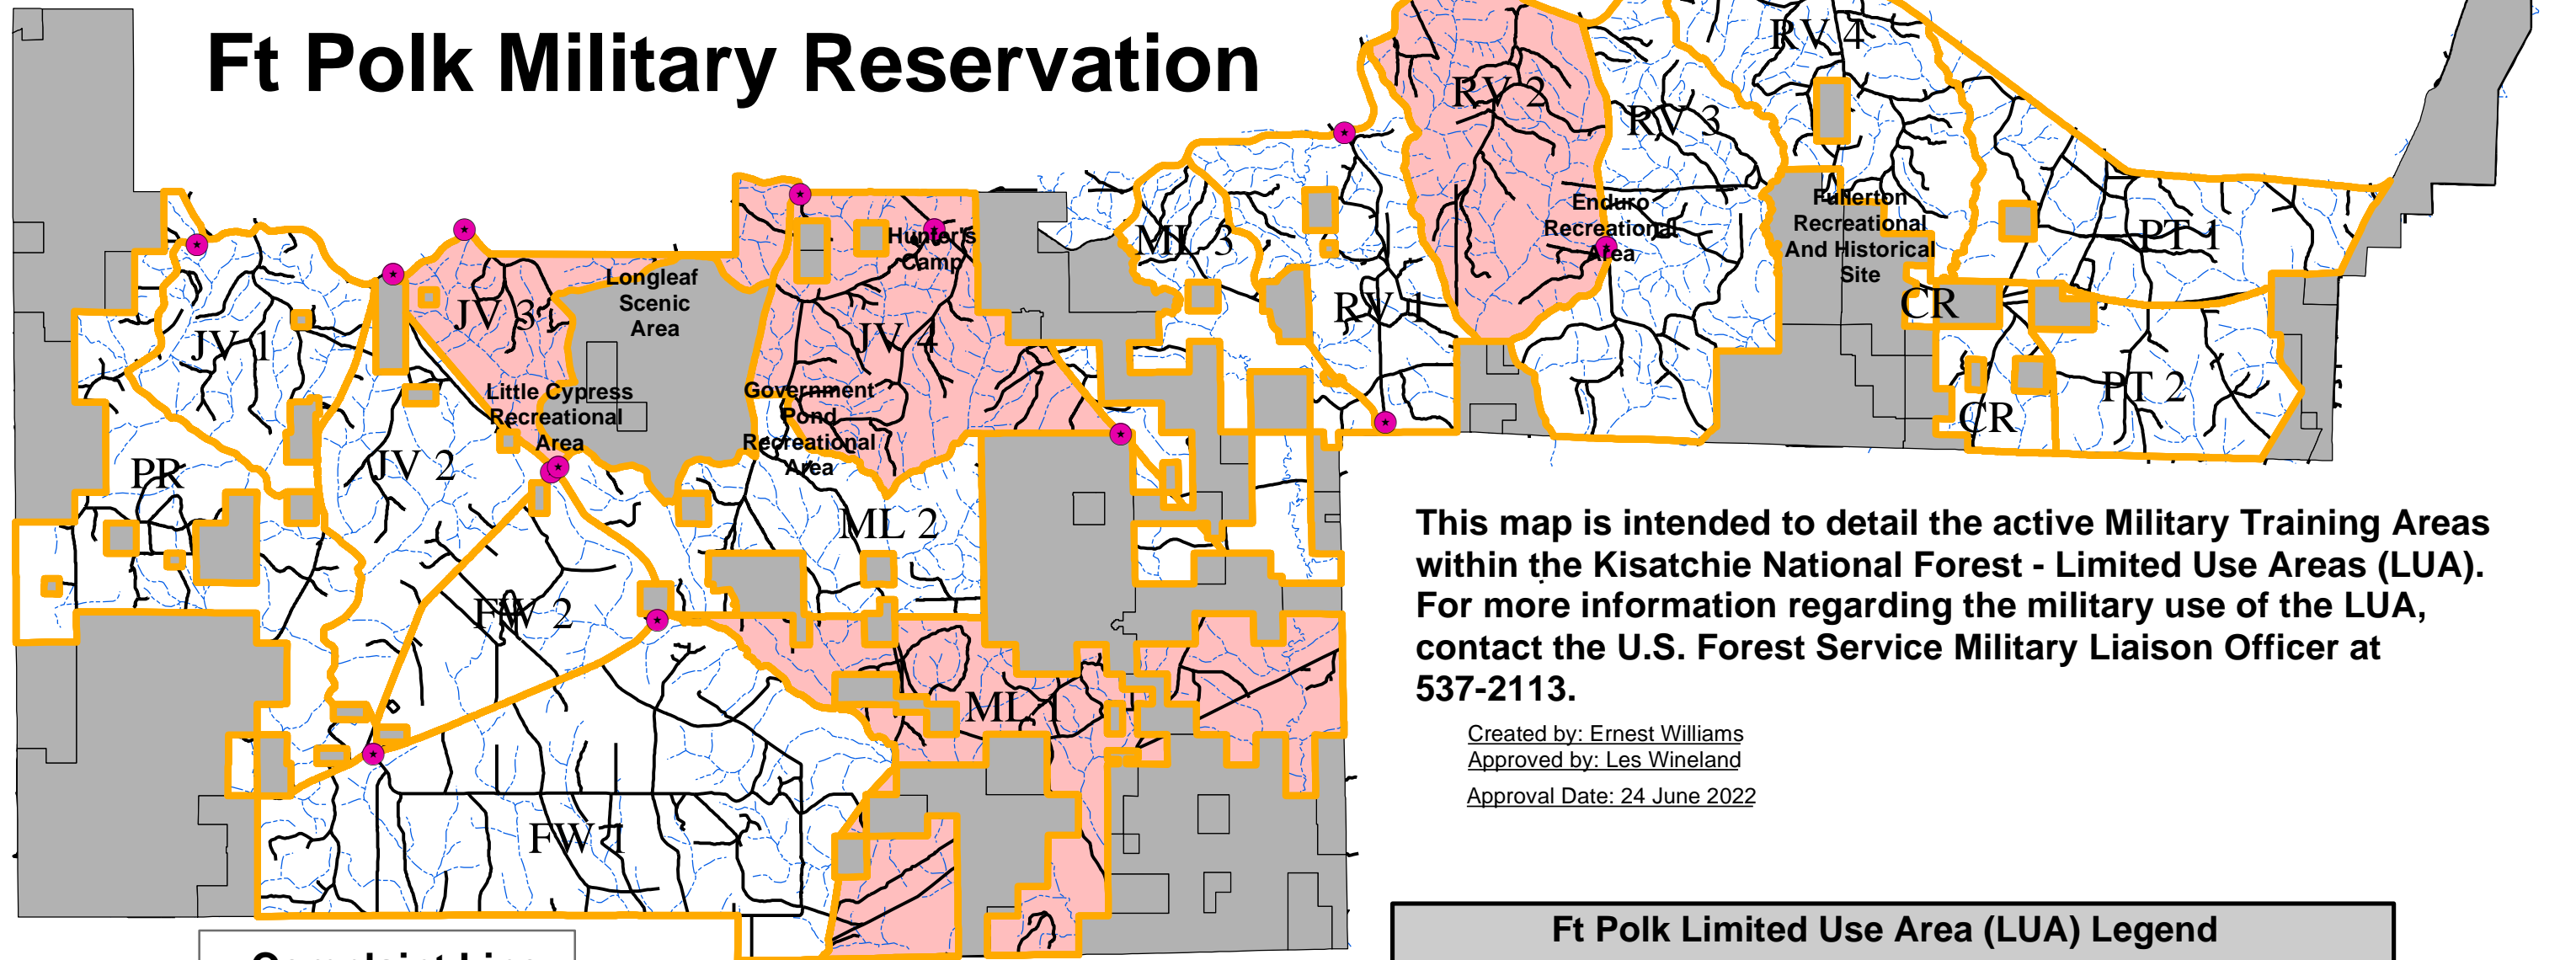 Ft Polk Military Reservation
RV 4
RV 2
RV 3
Fullerton
Recreational
And Historical
Site
Enduro
Recreational
Area
PT 1
ML 3
Hunter's
Camp
Longleaf
Scenic
Area
JV 3
RV 1
CR
JV 1
JV 4
Little Cypress
Recreational
Area
Government
Pond
Recreational
Area
PT 2
CR
PR
JV 2
ML 2
FW 2
ML 1
FW 1
This map is intended to detail the active Military Training Areas
within the Kisatchie National Forest - Limited Use Areas (LUA).
For more information regarding the military use of the LUA,
contact the U.S. Forest Service Military Liaison Officer at
537-2113.
Created by: Ernest Williams
Approved by: Les Wineland
Approval Date: 24 June 2022
Ft Polk Limited Use Area (LUA) Legend
Complaint Line